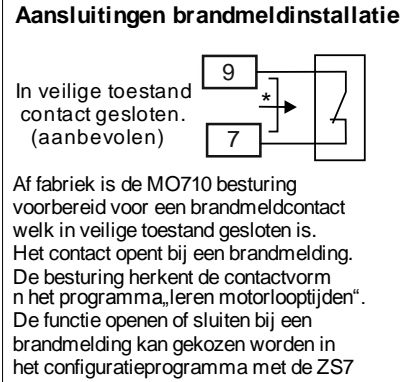 Aansluitingen brandmeldinstallatie
In veilige toestand
contact gesloten.
(aanbevolen)
9
*
7
Af fabriek is de MO710 besturing
voorbereid voor een brandmeldcontact
welk in veilige toestand gesloten is.
Het contact opent bij een brandmelding.
De besturing herkent de contactvorm
n het programma„leren motorlooptijden“.
De functie openen of sluiten bij een
brandmelding kan gekozen worden in
het configuratieprogramma met de ZS7